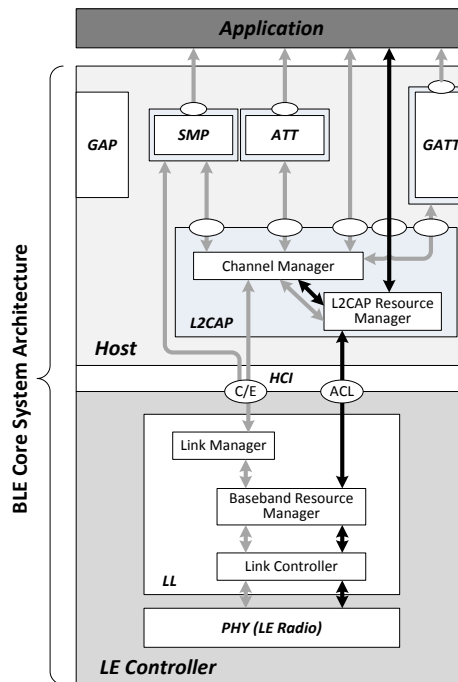 Application
BLE Core System Architecture
GAP
SMP
ATT
GATT
Channel Manager
L2CAP Resource
Manager
L2CAP
Host
HCI
C/E
ACL
Link Manager
Baseband Resource
Manager
Link Controller
LL
PHY (LE Radio)
LE Controller